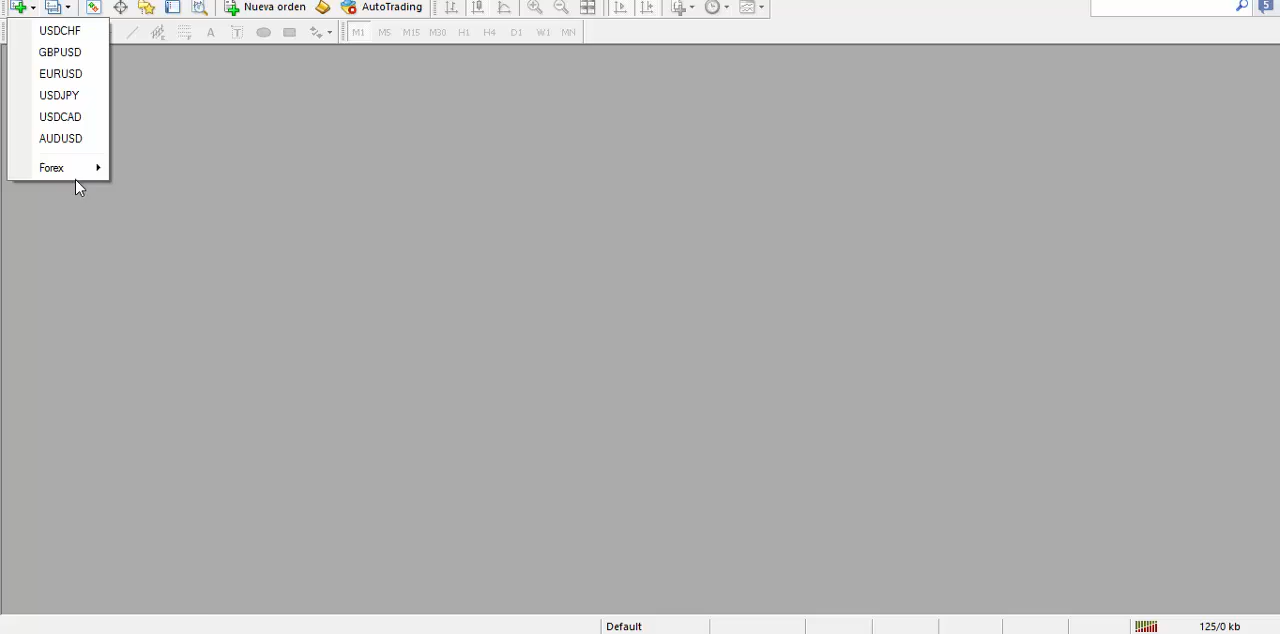 Nueva orden
AutoTrading
5
A
T
M1 M5 M15 M30 H1 H4 D1 W1 MN
USDCHF
GBPUSD
EURUSD
USDJPY
USDCAD
AUDUSD
Forex
Default
125/0 kb